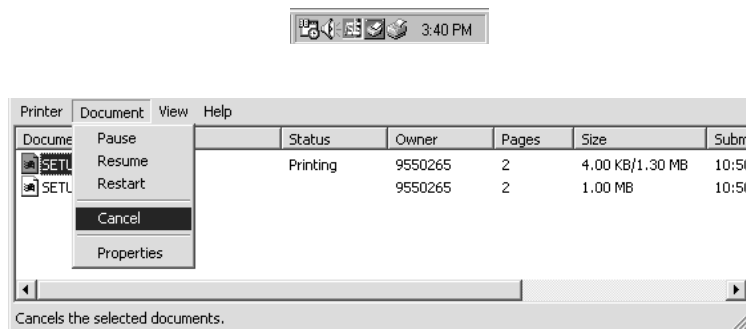 3:40 PM
Printer Document View Help
Docume Status Owner Pages Size Subm
SETU Printing 9550265 2 4.00 KB/1.30 MB 10:50
SETU 9550265 2 1.00 MB 10:50
Pause
Resume
Restart
Cancel
Properties
Cancels the selected documents.